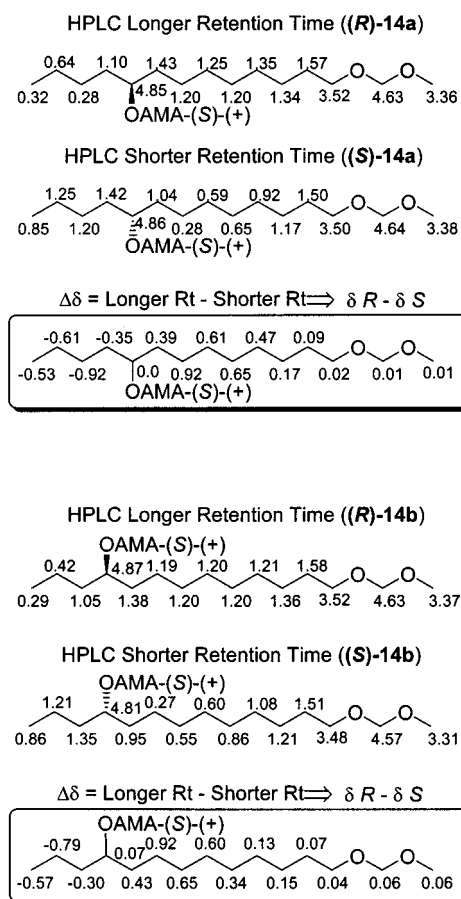 HPLC Longer Retention Time ((R)-14a)
0.64 1.10 1.43 1.25 1.35 1.57 O O
0.32 0.28 4.85 1.20 1.20 1.34 3.52 4.63 3.36
OAMA-(S)-(+)
HPLC Shorter Retention Time ((S)-14a)
1.25 1.42 1.04 0.59 0.92 1.50 O O
0.85 1.20 4.86 0.28 0.65 1.17 3.50 4.64 3.38
OAMA-(S)-(+)
Δδ = Longer Rt - Shorter Rt⇒ δ R - δ S
-0.61 -0.35 0.39 0.61 0.47 0.09 O O
-0.53 -0.92 0.0 0.92 0.65 0.17 0.02 0.01 0.01
OAMA-(S)-(+)
HPLC Longer Retention Time ((R)-14b)
OAMA-(S)-(+)
0.42 4.87 1.19 1.20 1.21 1.58 O O
0.29 1.05 1.38 1.20 1.20 1.36 3.52 4.63 3.37
HPLC Shorter Retention Time ((S)-14b)
OAMA-(S)-(+)
1.21 4.81 0.27 0.60 1.08 1.51 O O
0.86 1.35 0.95 0.55 0.86 1.21 3.48 4.57 3.31
Δδ = Longer Rt - Shorter Rt⇒ δ R - δ S
OAMA-(S)-(+)
-0.79 0.07 0.92 0.60 0.13 0.07 O O
-0.57 -0.30 0.43 0.65 0.34 0.15 0.04 0.06 0.06